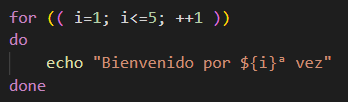 for (( i=1; i<=5; ++1 ))
do
    echo "Bienvenido por ${i}ª vez"
done